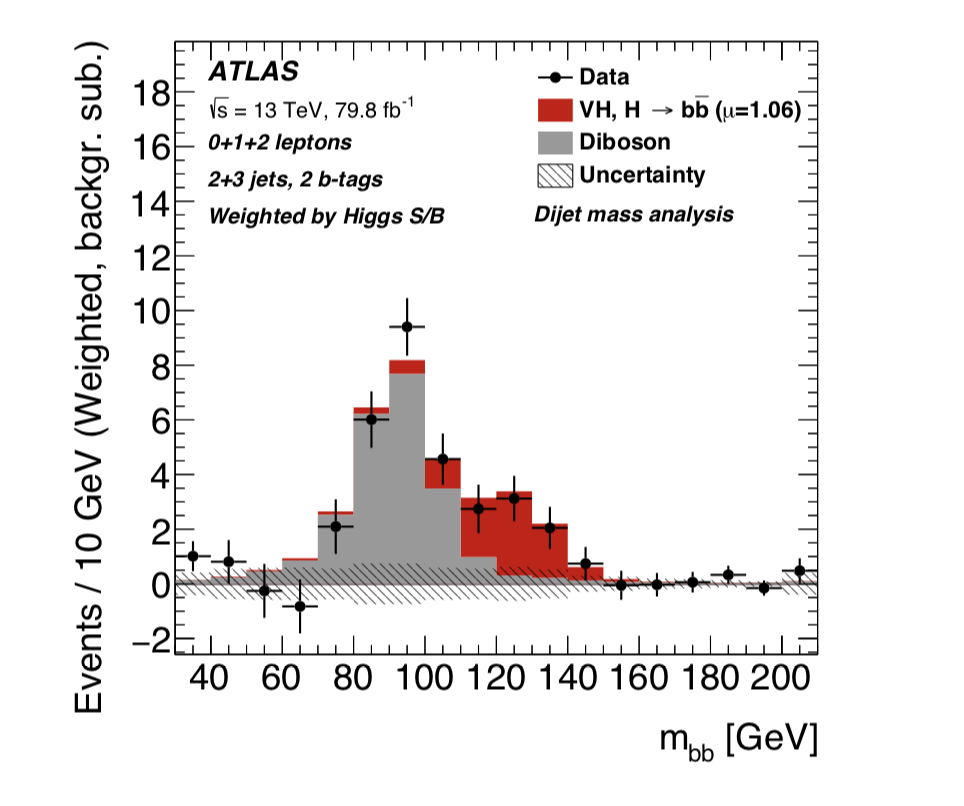 Events / 10 GeV (Weighted, backgr. sub.)
18
16
14
12
10
8
6
4
2
0
−2
ATLAS
√s = 13 TeV, 79.8 fb⁻¹
0+1+2 leptons
2+3 jets, 2 b-tags
Weighted by Higgs S/B
Data
VH, H → bb̄ (μ=1.06)
Diboson
Uncertainty
Dijet mass analysis
40 60 80 100 120 140 160 180 200
m_bb [GeV]